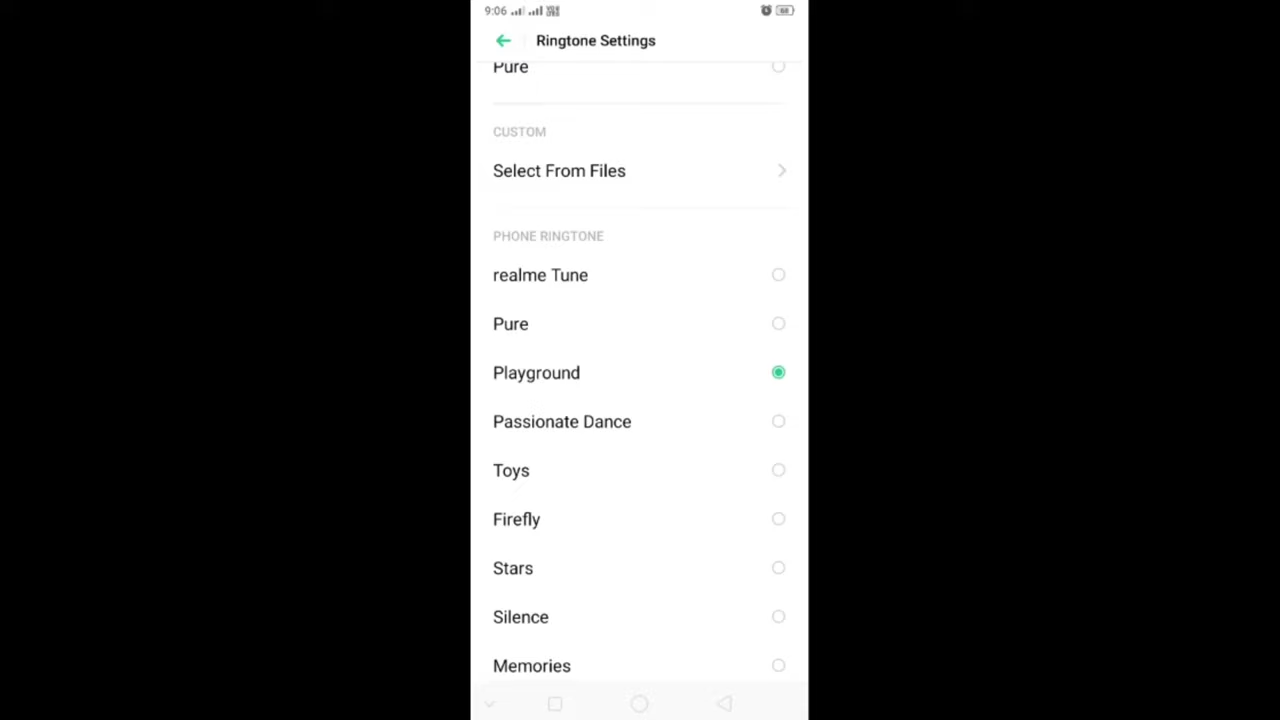 9:06
Ringtone Settings
Pure
CUSTOM
Select From Files
PHONE RINGTONE
realme Tune
Pure
Playground
Passionate Dance
Toys
Firefly
Stars
Silence
Memories